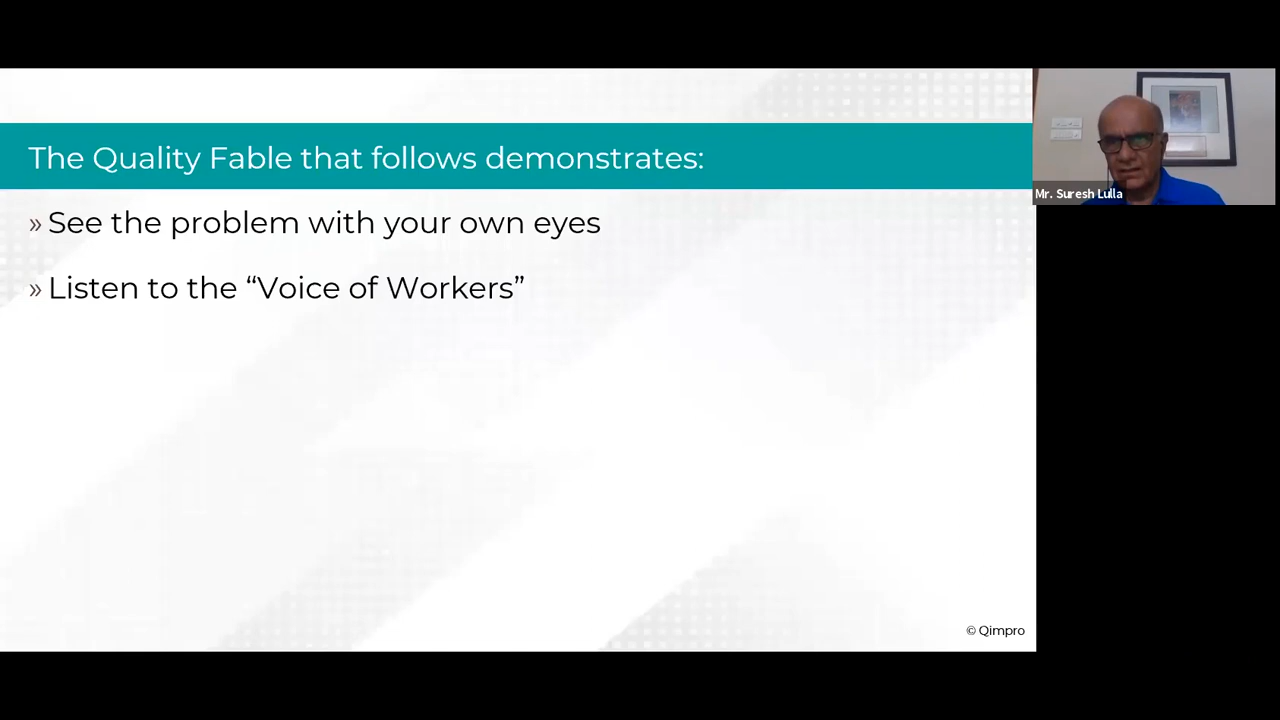 The Quality Fable that follows demonstrates:
» See the problem with your own eyes
» Listen to the “Voice of Workers”
Mr. Suresh Lulla
© Qimpro